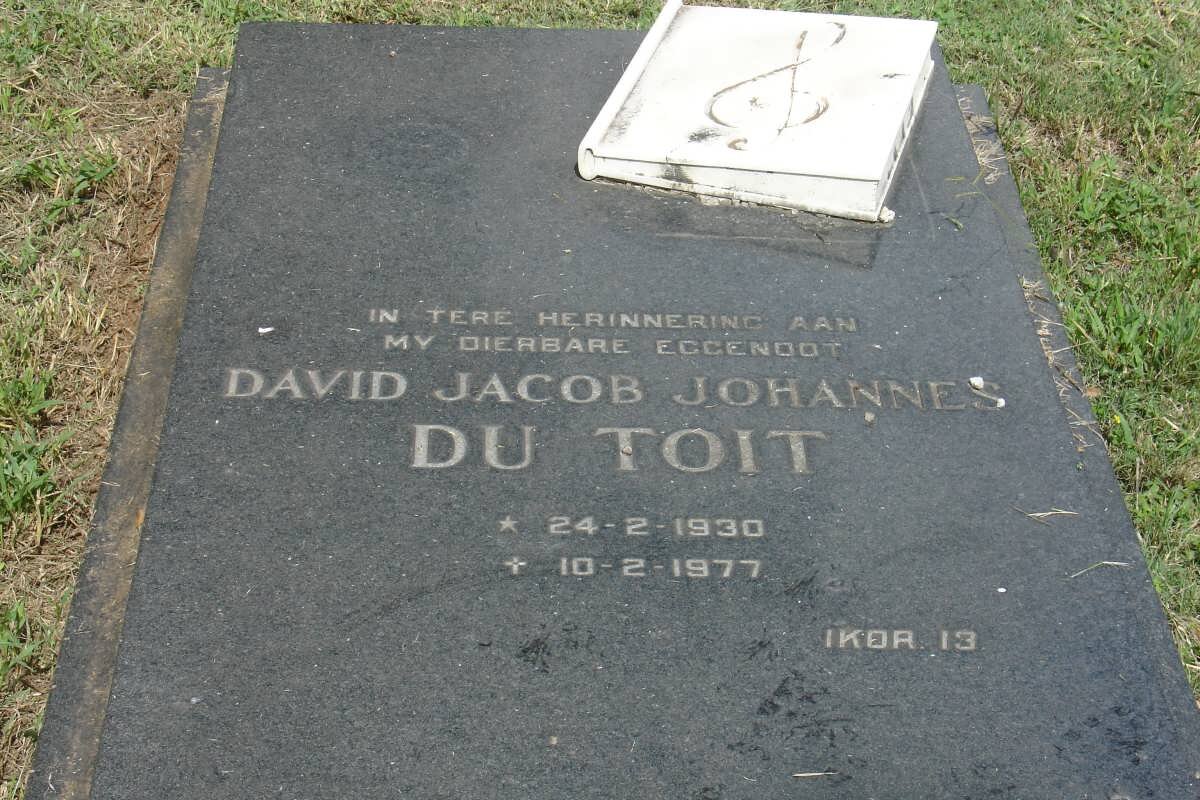 IN TERE HERINNERING AAN
MY DIERBARE EGGENOOT
DAVID JACOB JOHANNES
DU TOIT
* 24-2-1930
✝ 10-2-1977
I KOR. 13